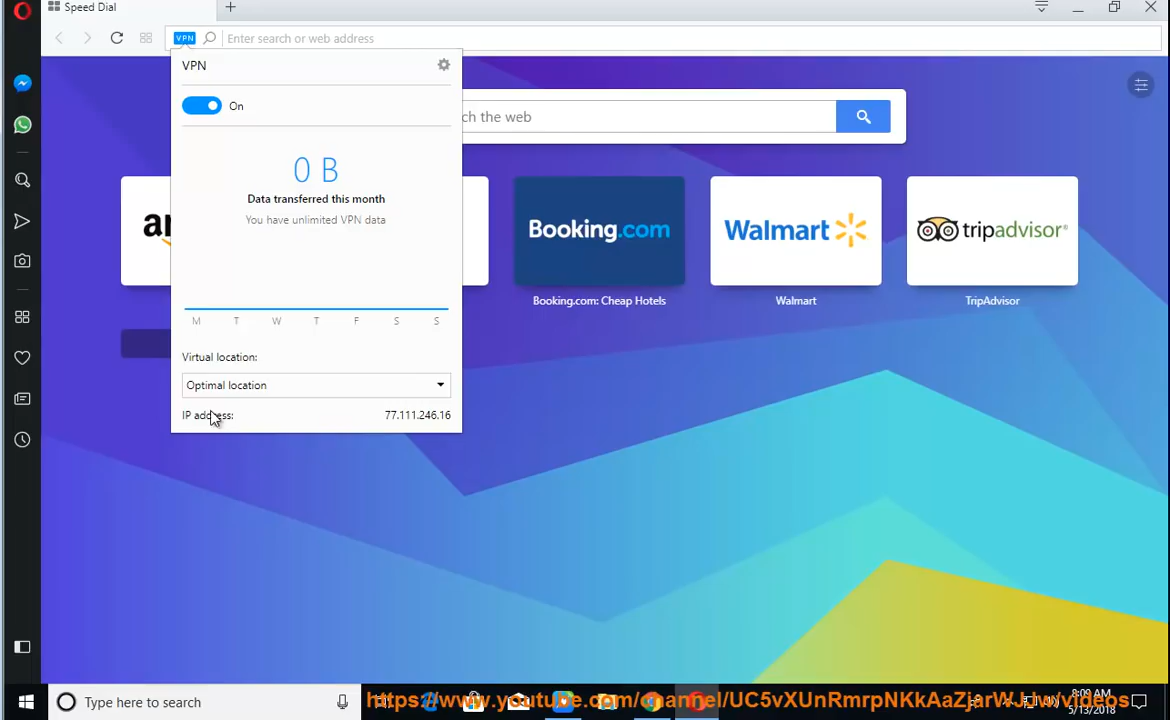 Speed Dial
VPN
Enter search or web address
VPN
On
ch the web
0 B
Data transferred this month
You have unlimited VPN data
am
Booking.com
Walmart
tripadvisor
Booking.com: Cheap Hotels
Walmart
TripAdvisor
M T W T F S S
Virtual location:
Optimal location
IP address: 77.111.246.16
Type here to search
8:09 AM
5/13/2018